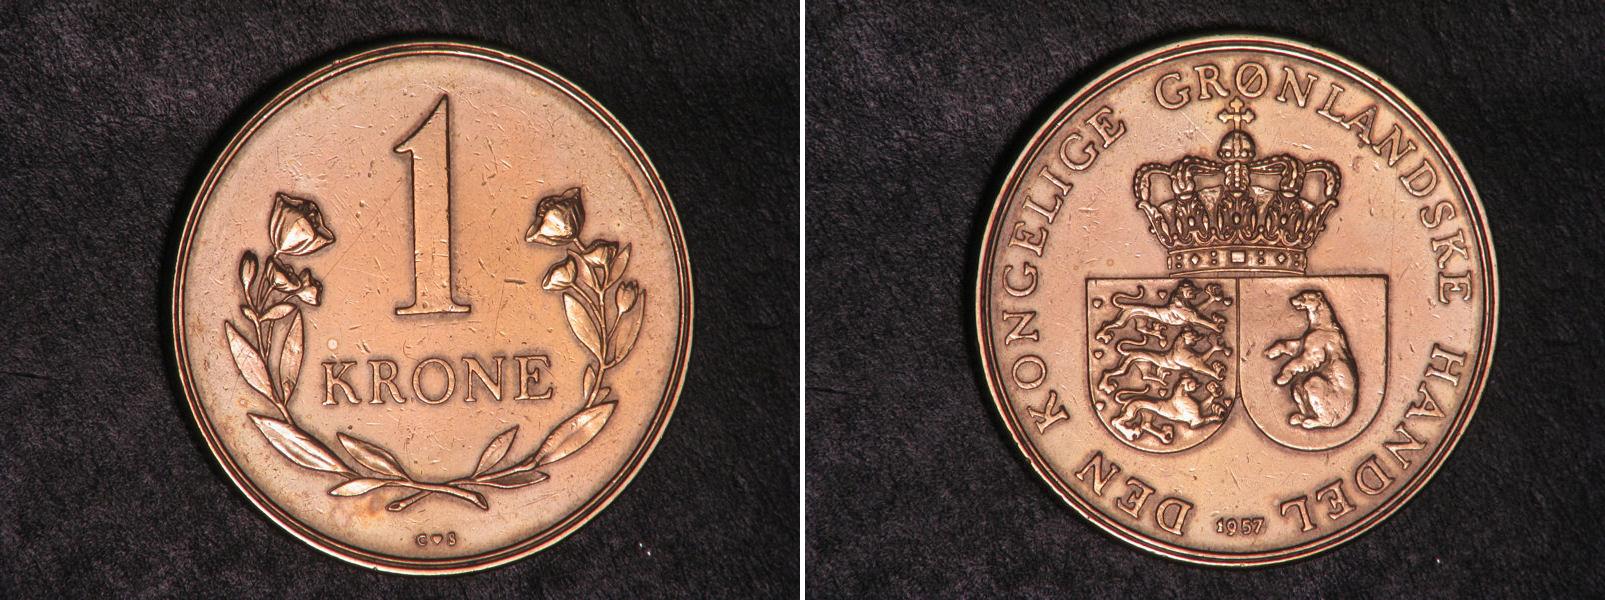 1
KRONE
C♥S
DEN KONGELIGE GRØNLANDSKE HANDEL
1957